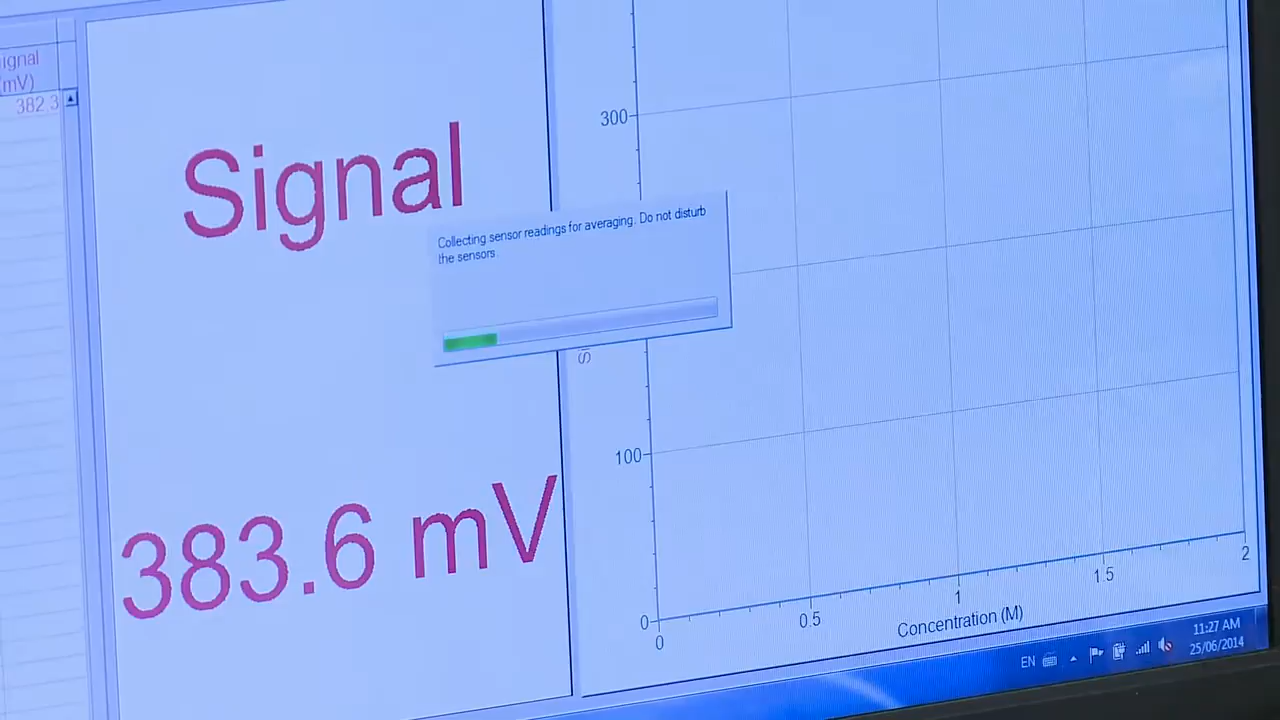 ignal
(mV)
382.3
Signal
383.6 mV
Collecting sensor readings for averaging. Do not disturb
the sensors.
300
100
0
0
0.5
1
1.5
2
Concentration (M)
EN
11:27 AM
25/06/2014